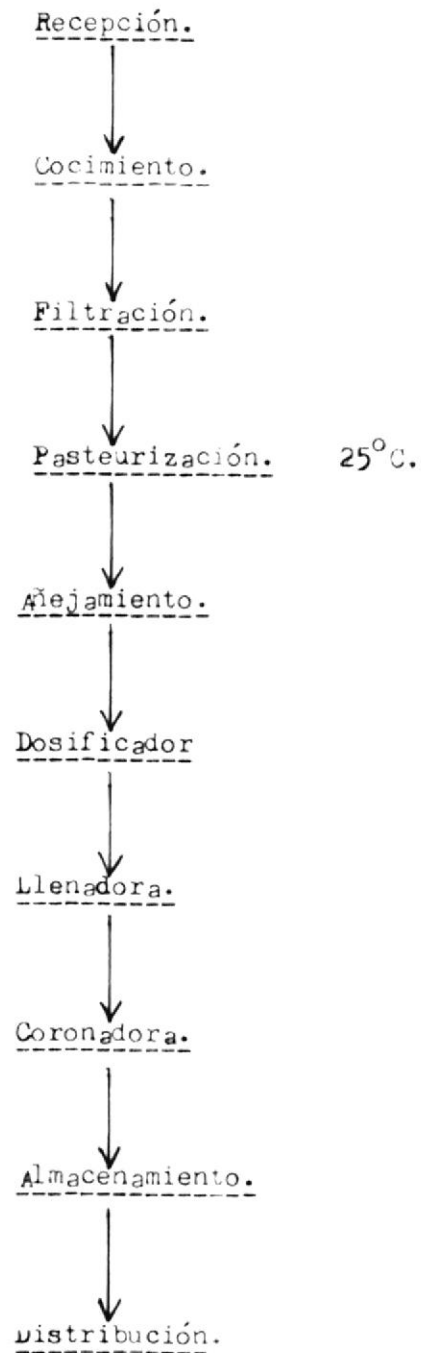 Recepción.
Cocimiento.
Filtración.
Pasteurización. 25°C.
Añejamiento.
Dosificador
Llenadora.
Coronadora.
Almacenamiento.
Distribución.